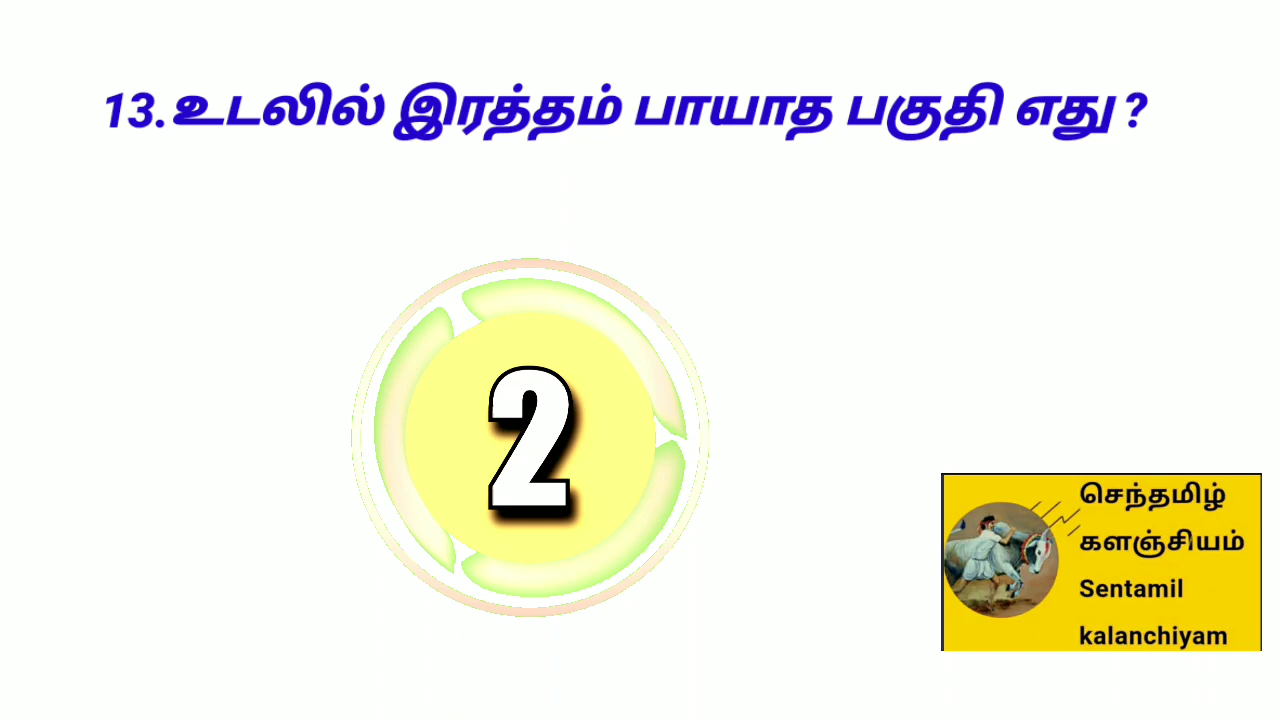 13.உடலில் இரத்தம் பாயாத பகுதி எது ?
2
செந்தமிழ்
களஞ்சியம்
Sentamil
kalanchiyam